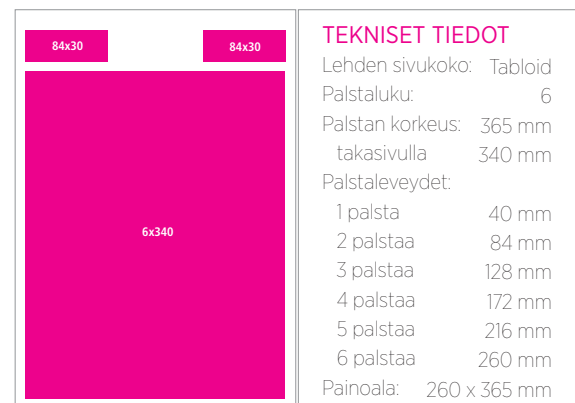 84x30
84x30
6x340
TEKNISET TIEDOT
Lehden sivukoko: Tabloid
Palstaluku: 6
Palstan korkeus: 365 mm
takasivulla 340 mm
Palstaleveydet:
1 palsta 40 mm
2 palstaa 84 mm
3 palstaa 128 mm
4 palstaa 172 mm
5 palstaa 216 mm
6 palstaa 260 mm
Painoala: 260 x 365 mm